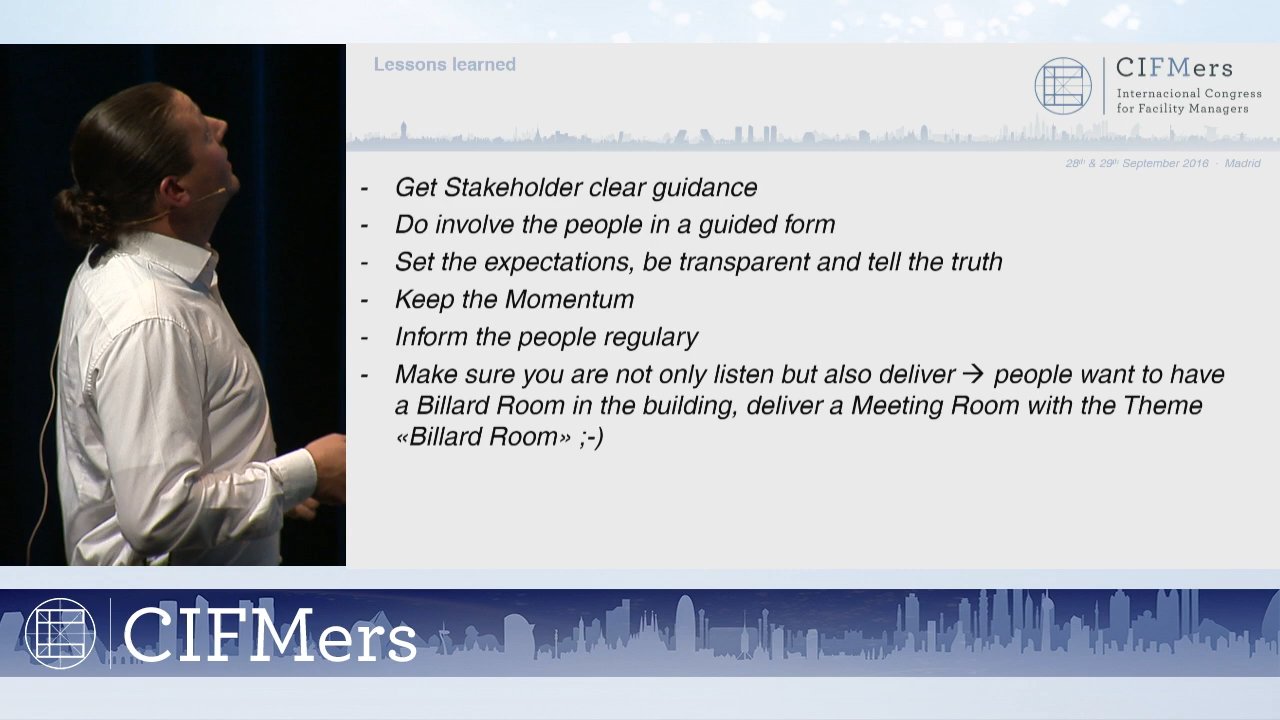 Lessons learned
CIFMers
Internacional Congress
for Facility Managers
28th & 29th September 2016 · Madrid
- Get Stakeholder clear guidance
- Do involve the people in a guided form
- Set the expectations, be transparent and tell the truth
- Keep the Momentum
- Inform the people regulary
- Make sure you are not only listen but also deliver → people want to have
a Billard Room in the building, deliver a Meeting Room with the Theme
«Billard Room» ;-)
CIFMers